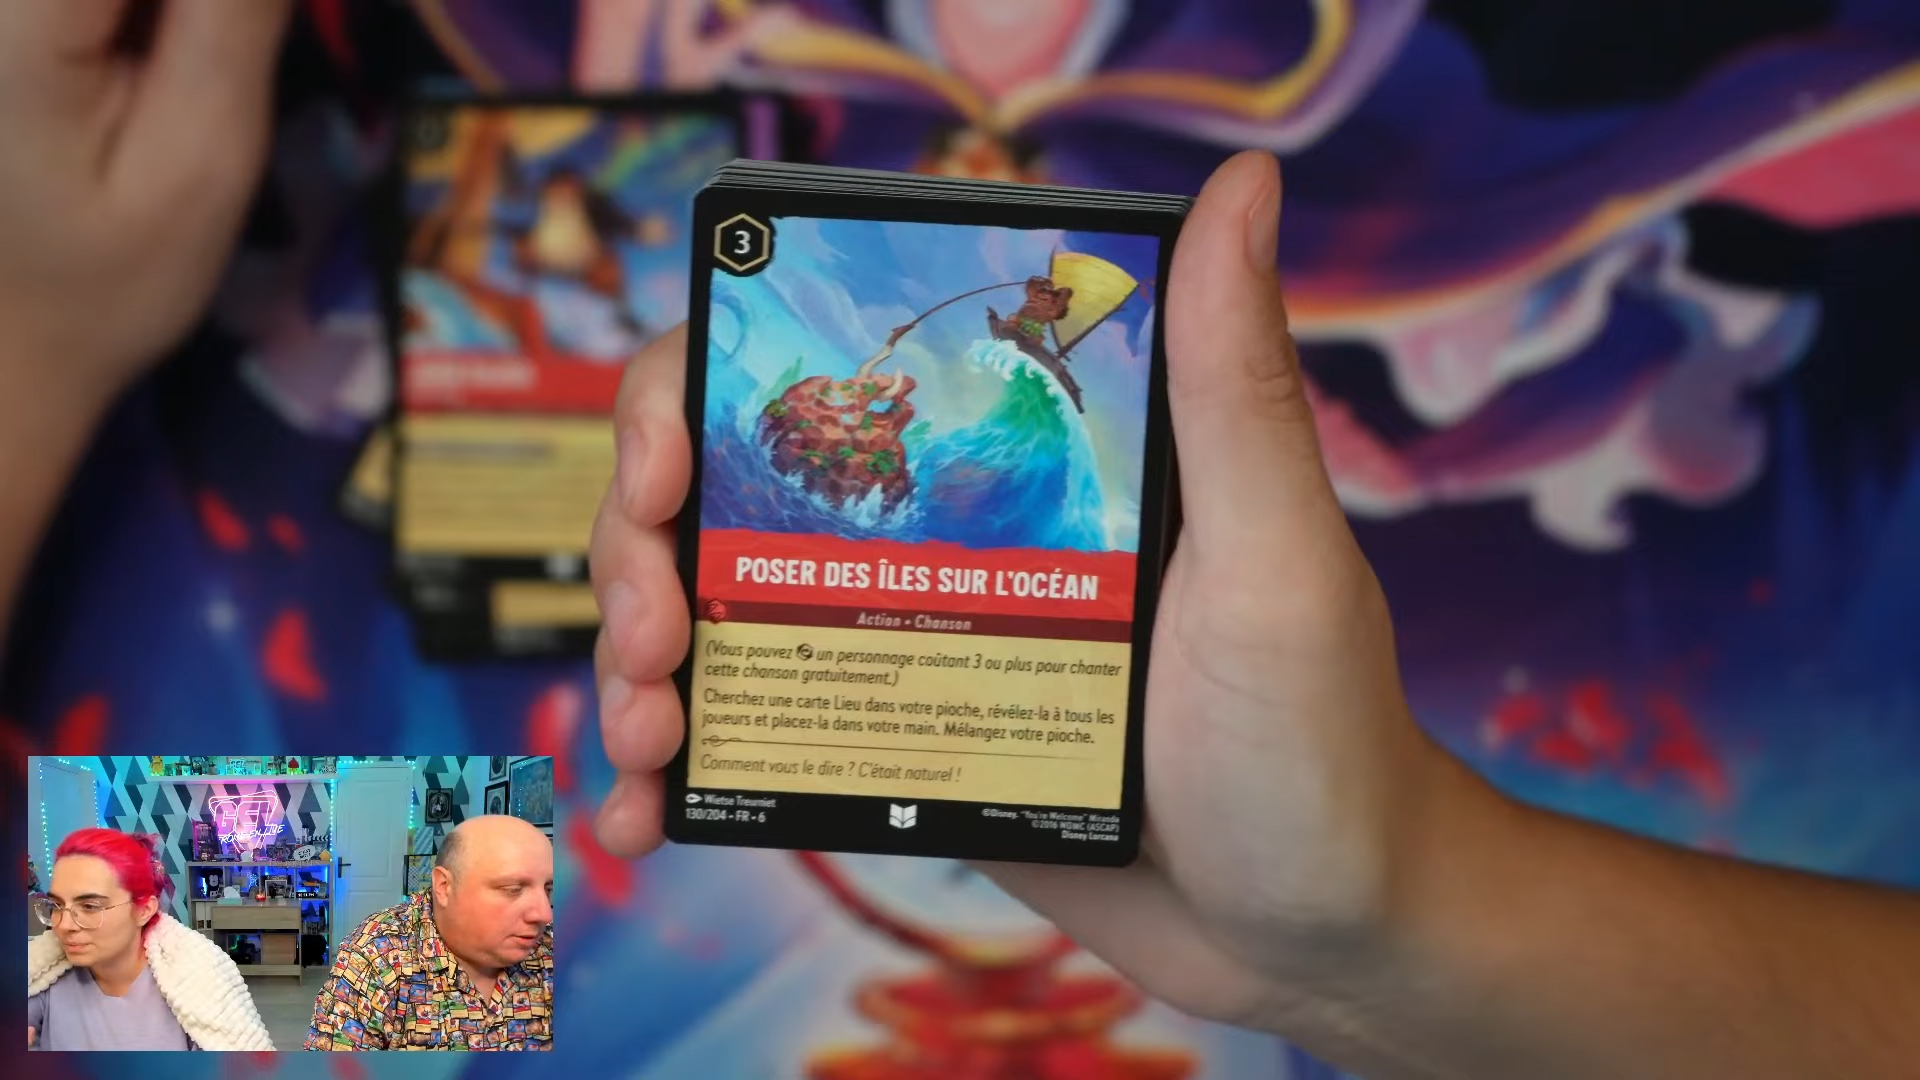 3
POSER DES ÎLES SUR L'OCÉAN
Action • Chanson
(Vous pouvez un personnage coûtant 3 ou plus pour chanter
cette chanson gratuitement.)
Cherchez une carte Lieu dans votre pioche, révélez-la à tous les
joueurs et placez-la dans votre main. Mélangez votre pioche.
Comment vous le dire ? C'était naturel !
Wietse Treurniet
130/204 • FR • 6
©Disney. "You're Welcome" Miranda
©2016 WDMC (ASCAP)
Disney Lorcana
GEL